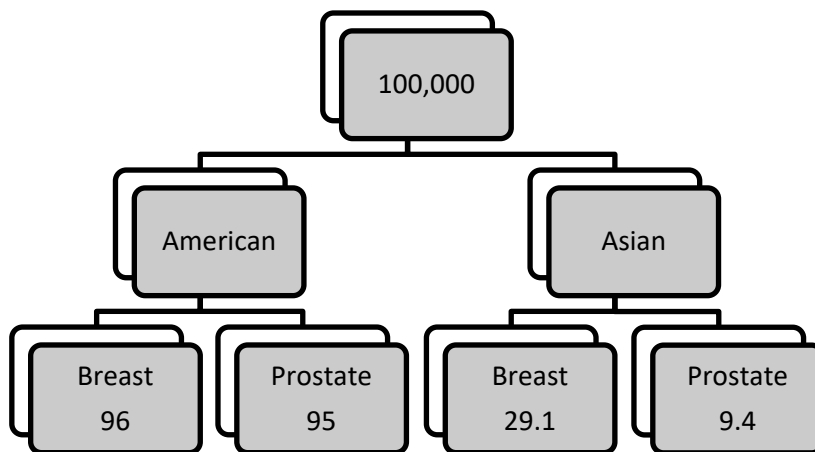 100,000
American
Asian
Breast
96
Prostate
95
Breast
29.1
Prostate
9.4